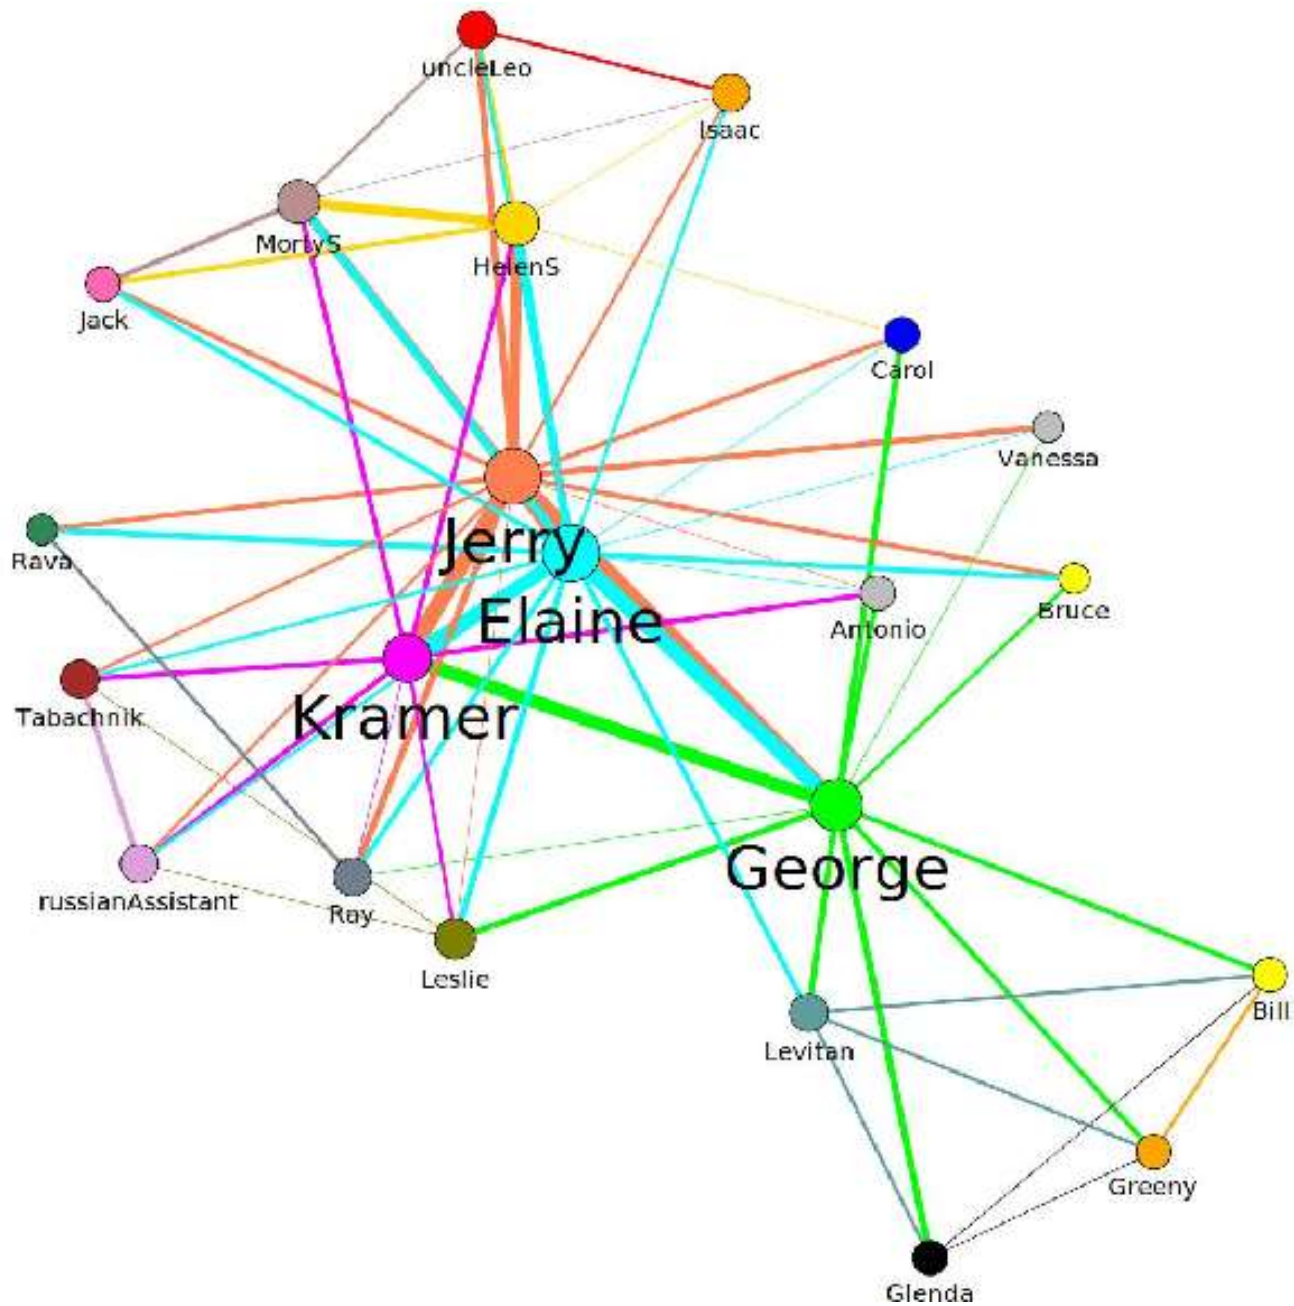 uncleLeo
Isaac
MortyS
HelenS
Jack
Carol
Vanessa
Jerry
Rava
Elaine
Antonio
Bruce
Tabachnik
Kramer
George
russianAssistant
Ray
Leslie
Bill
Levitan
Greeny
Glenda